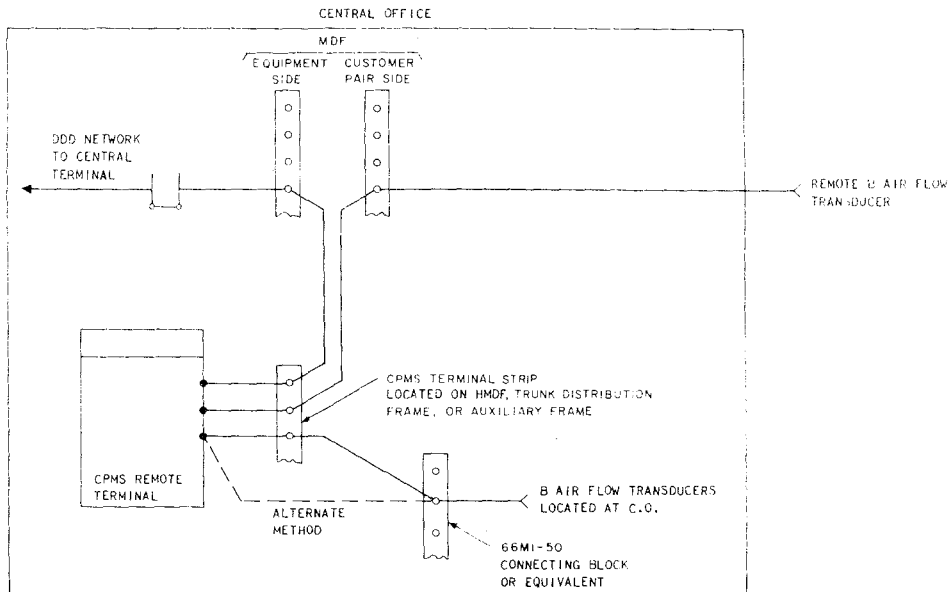 CENTRAL OFFICE
MDF
EQUIPMENT
SIDE
CUSTOMER
PAIR SIDE
DDD NETWORK
TO CENTRAL
TERMINAL
REMOTE B AIR FLOW
TRANSDUCER
CPMS TERMINAL STRIP
LOCATED ON HMDF, TRUNK DISTRIBUTION
FRAME, OR AUXILIARY FRAME
CPMS REMOTE
TERMINAL
ALTERNATE
METHOD
B AIR FLOW TRANSDUCERS
LOCATED AT C.O.
66M1-50
CONNECTING BLOCK
OR EQUIVALENT